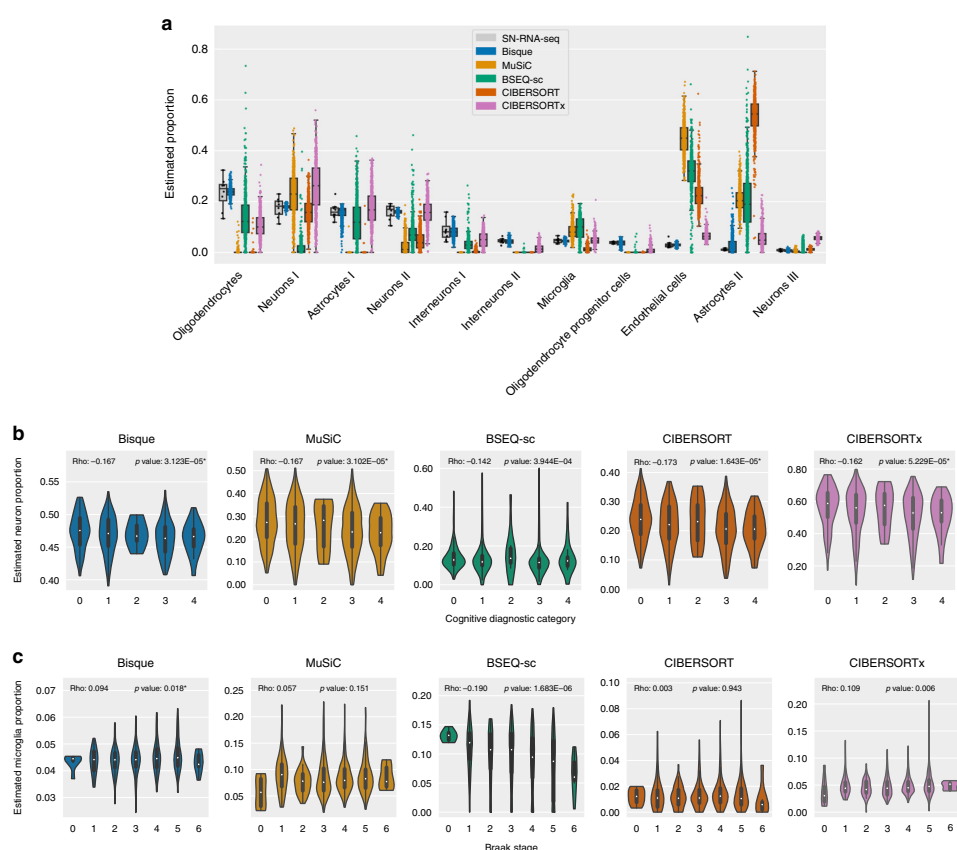 a
SN-RNA-seq
Bisque
MuSiC
BSEQ-sc
CIBERSORT
CIBERSORTx
Estimated proportion
0.8
0.6
0.4
0.2
0.0
Oligodendrocytes
Neurons I
Astrocytes I
Neurons II
Interneurons I
Interneurons II
Microglia
Oligodendrocyte progenitor cells
Endothelial cells
Astrocytes II
Neurons III
b
Bisque MuSiC BSEQ-sc CIBERSORT CIBERSORTx
Estimated neuron proportion
Rho: −0.167 p value: 3.123E−05*
0.55
0.50
0.45
0.40
0 1 2 3 4
Rho: −0.167 p value: 3.102E−05*
0.50
0.40
0.30
0.20
0.10
0.00
0 1 2 3 4
Rho: −0.142 p value: 3.944E−04
0.60
0.40
0.20
0.00
0 1 2 3 4
Rho: −0.173 p value: 1.643E−05*
0.40
0.30
0.20
0.10
0.00
0 1 2 3 4
Rho: −0.162 p value: 5.229E−05*
0.80
0.60
0.40
0.20
0 1 2 3 4
Cognitive diagnostic category
c
Bisque MuSiC BSEQ-sc CIBERSORT CIBERSORTx
Estimated microglia proportion
Rho: 0.094 p value: 0.018*
0.07
0.06
0.05
0.04
0.03
0 1 2 3 4 5 6
Rho: 0.057 p value: 0.151
0.25
0.20
0.15
0.10
0.05
0 1 2 3 4 5 6
Rho: −0.190 p value: 1.683E−06
0.20
0.15
0.10
0.05
0.00
0 1 2 3 4 5 6
Rho: 0.003 p value: 0.943
0.10
0.08
0.06
0.04
0.02
0.00
0 1 2 3 4 5 6
Rho: 0.109 p value: 0.006
0.20
0.15
0.10
0.05
0.00
0 1 2 3 4 5 6
Braak stage